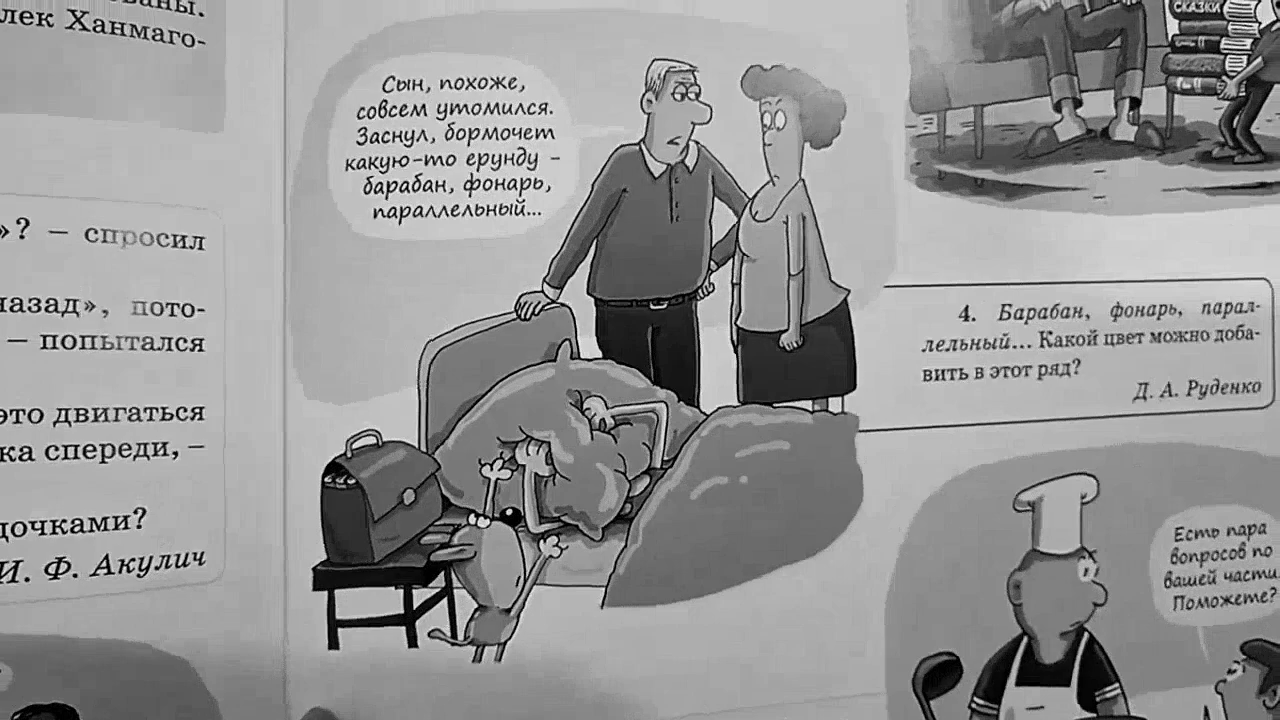 лек Ханмаго-
»? – спросил
назад», пото-
– попытался
это двигаться
ка спереди, –
дочками?
И. Ф. Акулич
Сын, похоже,
совсем утомился.
Заснул, бормочет
какую-то ерунду –
барабан, фонарь,
параллельный...
СКАЗКИ
4. Барабан, фонарь, парал-
лельный... Какой цвет можно доба-
вить в этот ряд?
Д. А. Руденко
Есть пара
вопросов по
вашей части.
Поможете?